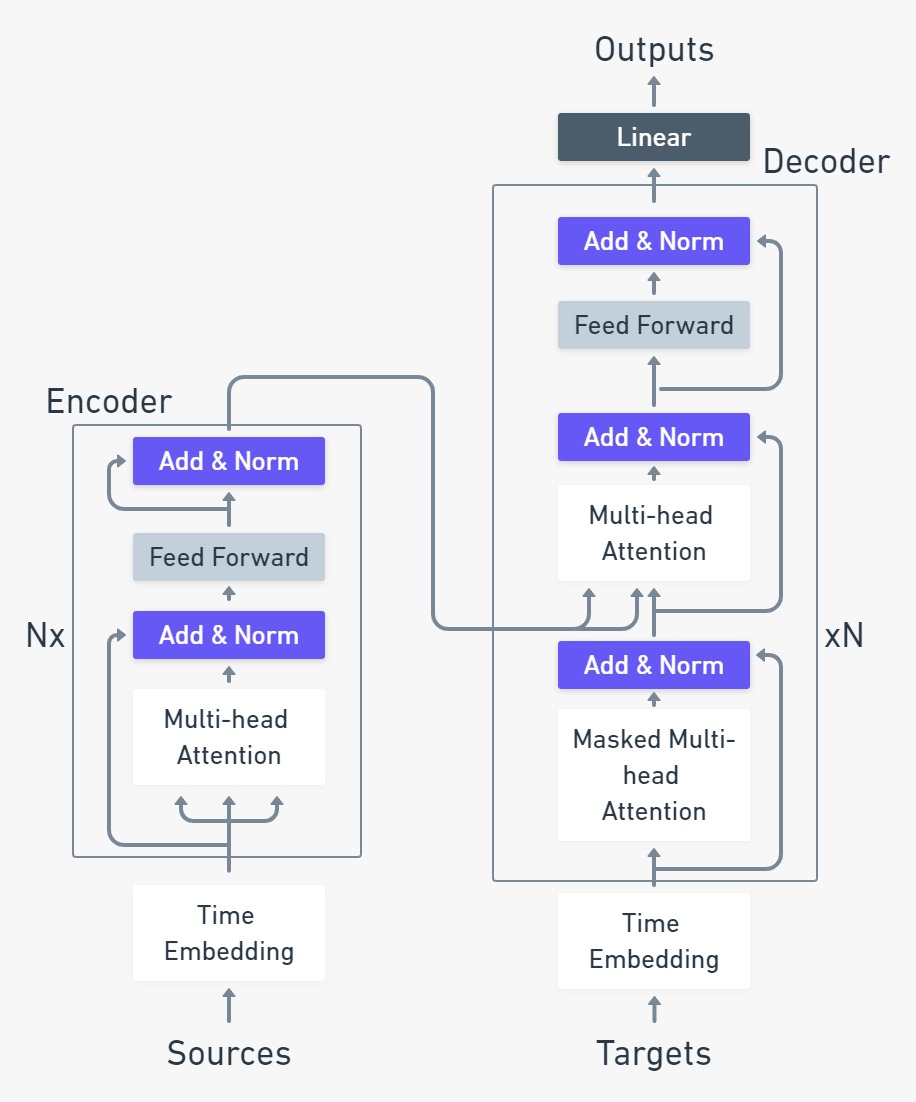 Outputs
Linear
Decoder
Add & Norm
Feed Forward
Add & Norm
Multi-head
Attention
Add & Norm
Masked Multi-
head
Attention
xN
Time
Embedding
Targets
Encoder
Add & Norm
Feed Forward
Add & Norm
Nx
Multi-head
Attention
Time
Embedding
Sources